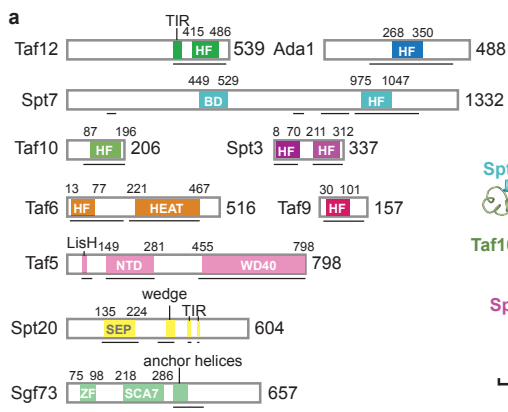 a
TIR
415 486 268 350
Taf12 HF 539 Ada1 HF 488
449 529 975 1047
Spt7 BD HF 1332
87 196 8 70 211 312
Taf10 HF 206 Spt3 HF HF 337
13 77 221 467 30 101
Taf6 HF HEAT 516 Taf9 HF 157
LisH 149 281 455 798
Taf5 NTD WD40 798
wedge
135 224 TIR
Spt20 SEP 604
anchor helices
75 98 218 286
Sgf73 ZF SCA7 657
Spt
Taf10
Sp